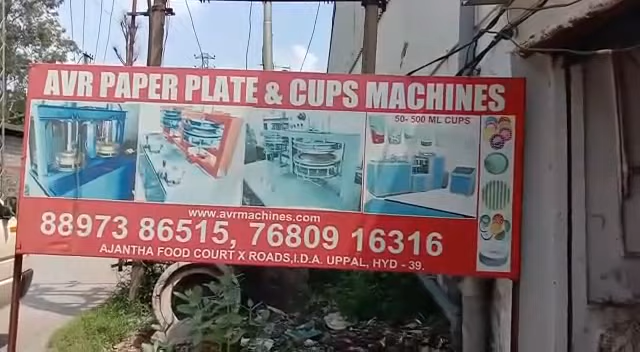 AVR PAPER PLATE & CUPS MACHINES
50- 500 ML CUPS
www.avrmachines.com
88973 86515, 76809 16316
AJANTHA FOOD COURT X ROADS,I.D.A. UPPAL, HYD - 39.